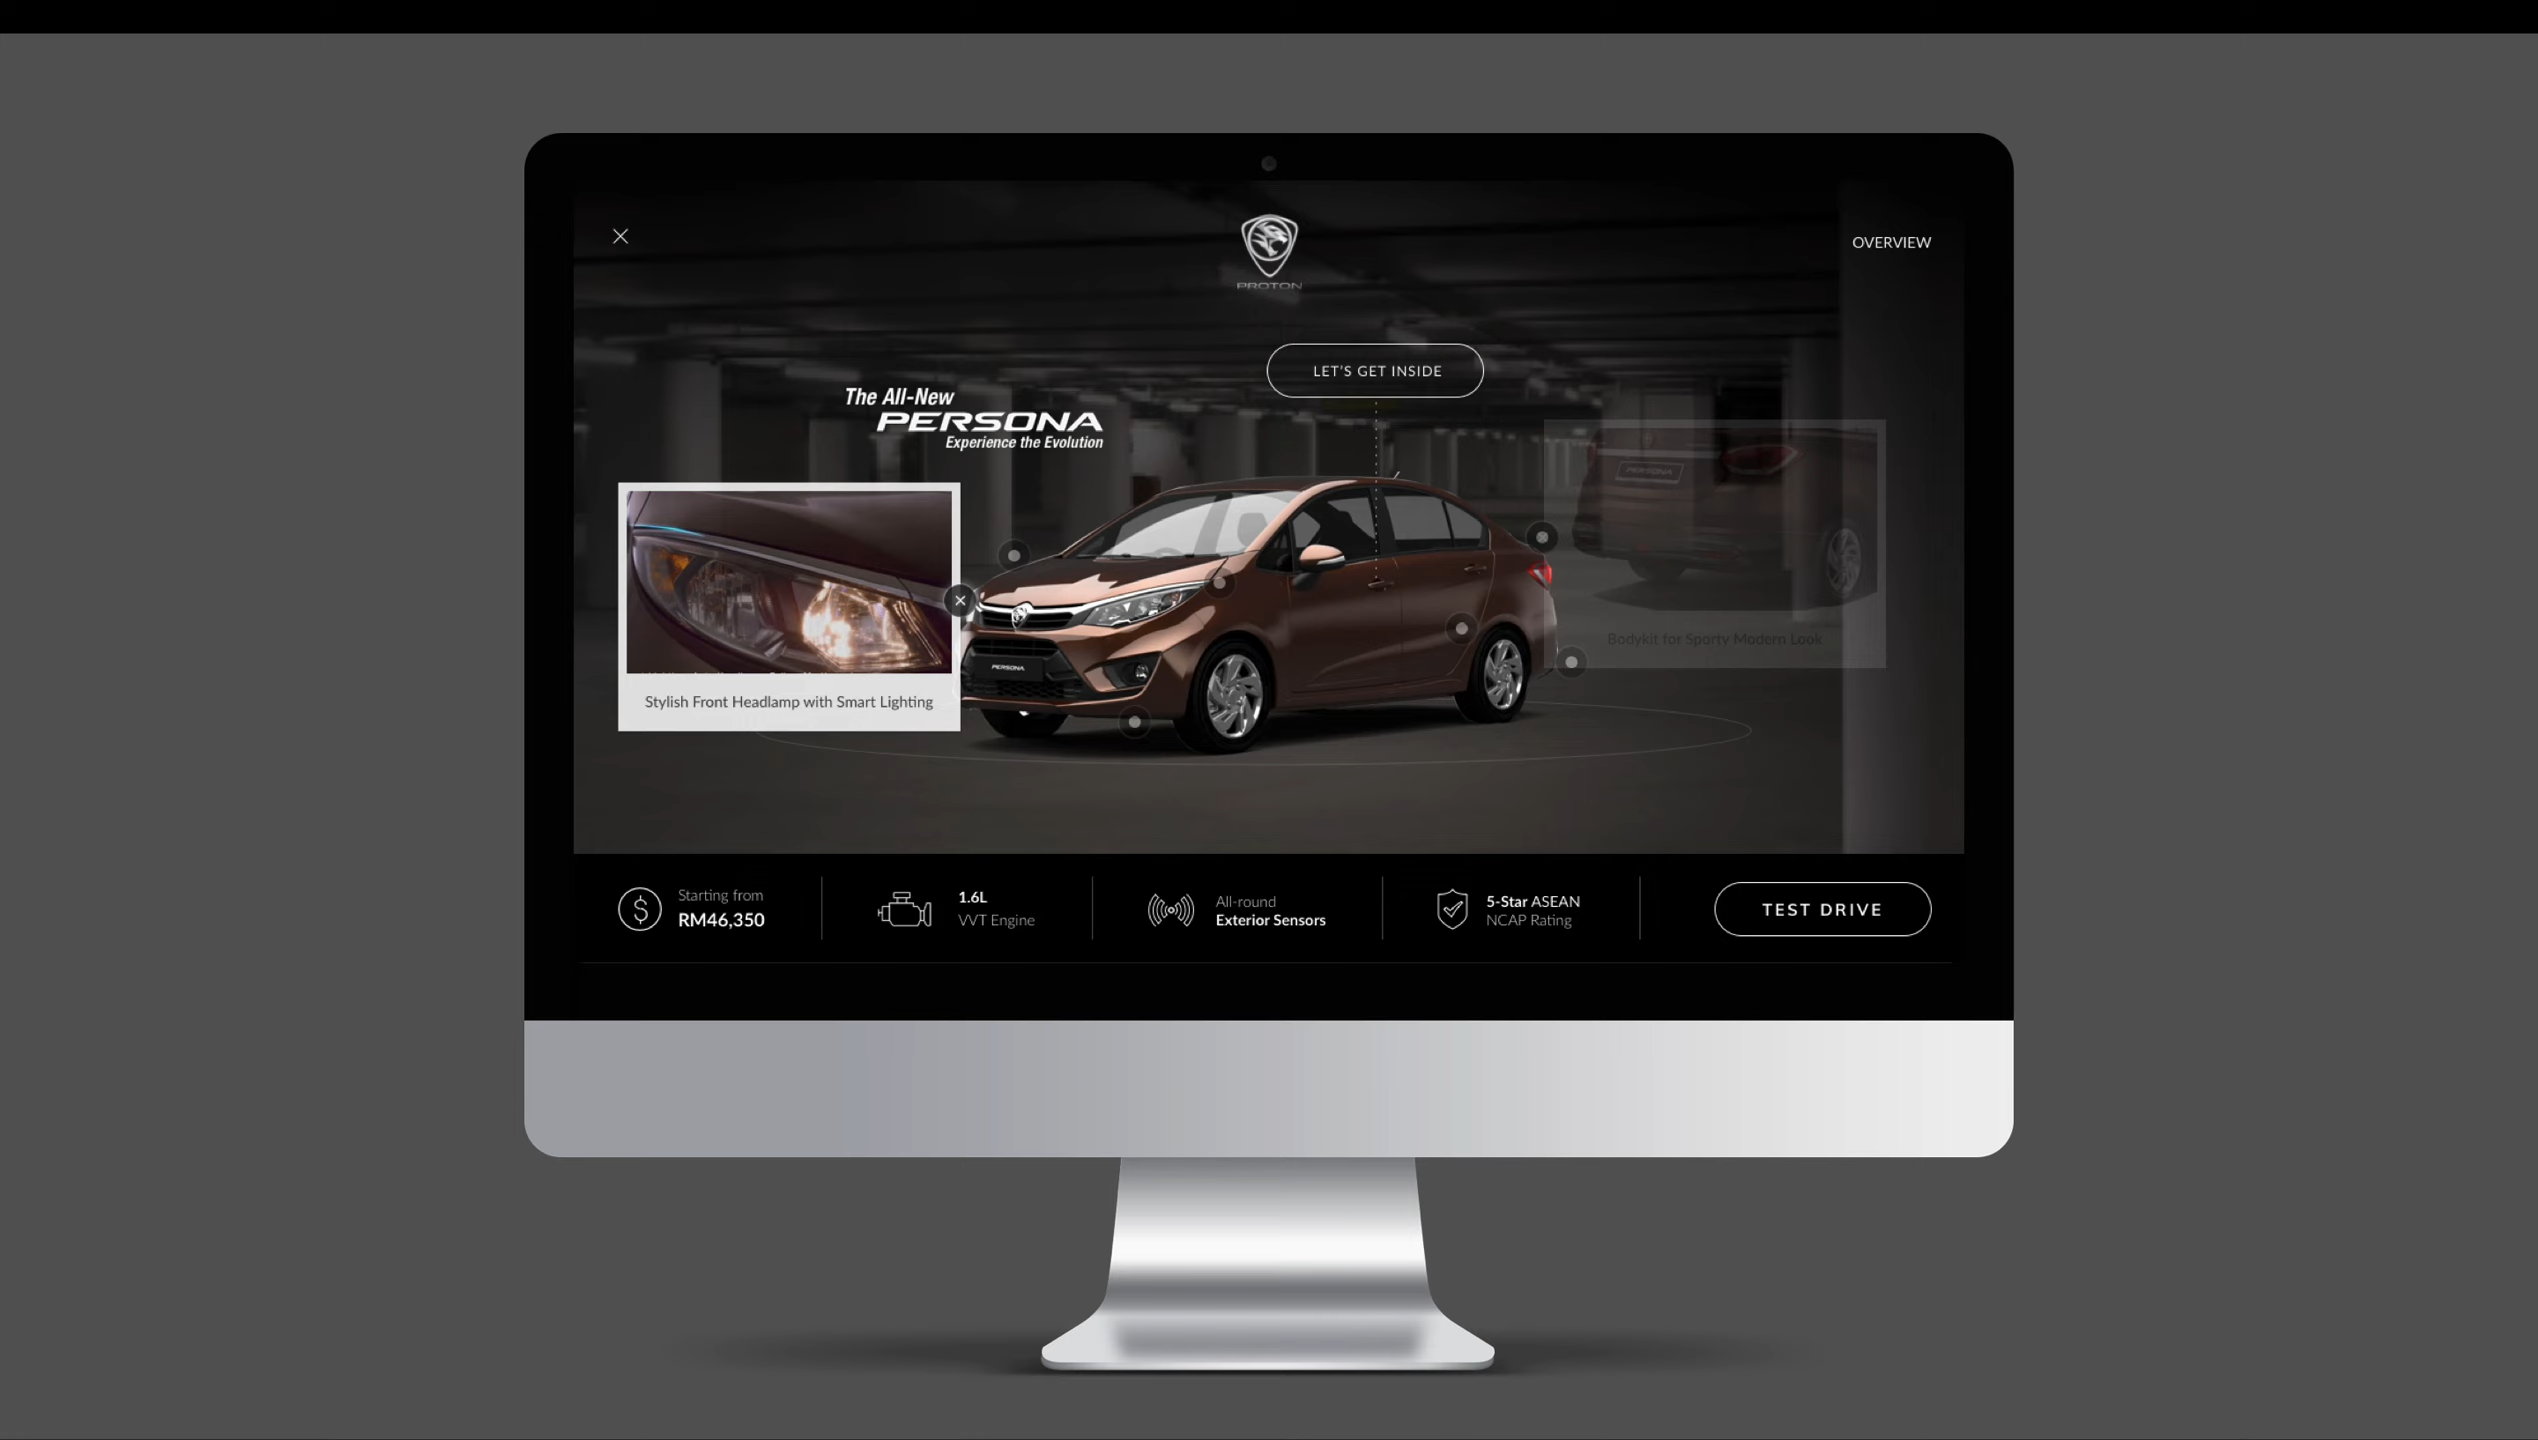 PROTON
OVERVIEW
LET'S GET INSIDE
The All-New
PERSONA
Experience the Evolution
PERSONA
Bodykit for Sporty Modern Look
PERSONA
Stylish Front Headlamp with Smart Lighting
Starting from
RM46,350
1.6L
VVT Engine
All-round
Exterior Sensors
5-Star ASEAN
NCAP Rating
TEST DRIVE